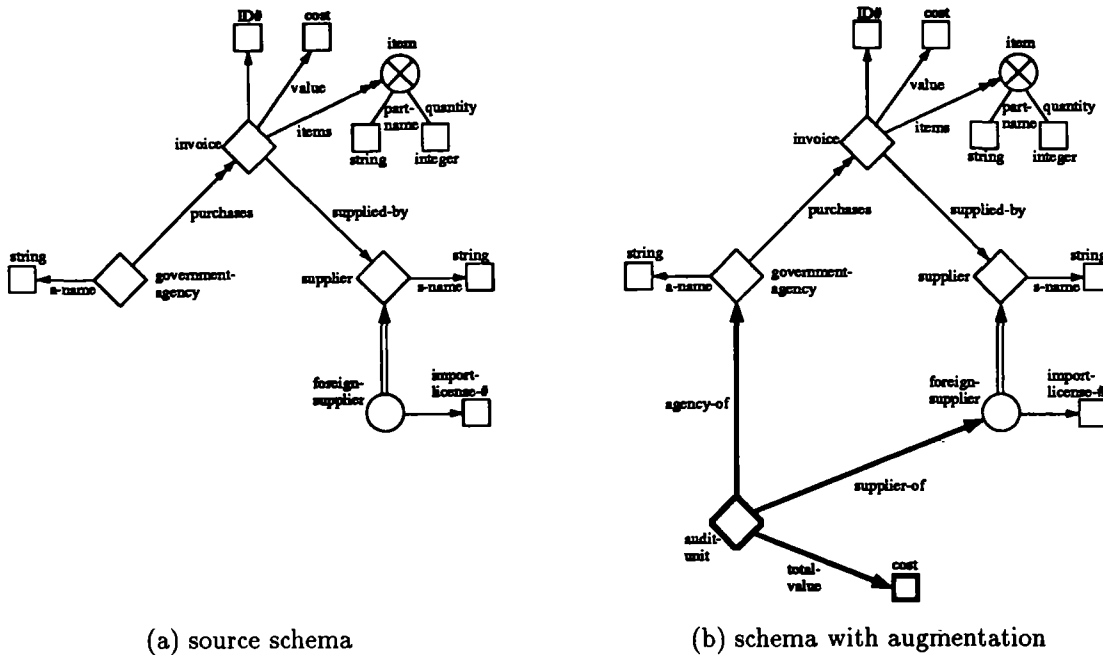 ID#
cost
item
value
part-
name
quantity
items
invoice
string
integer
purchases
supplied-by
string
a-name
government-
agency
supplier
string
s-name
foreign-
supplier
import-
license-#
(a) source schema
ID#
cost
item
value
part-
name
quantity
items
invoice
string
integer
purchases
supplied-by
string
a-name
government-
agency
supplier
string
s-name
foreign-
supplier
import-
license-#
agency-of
supplier-of
audit-
unit
total-
value
cost
(b) schema with augmentation